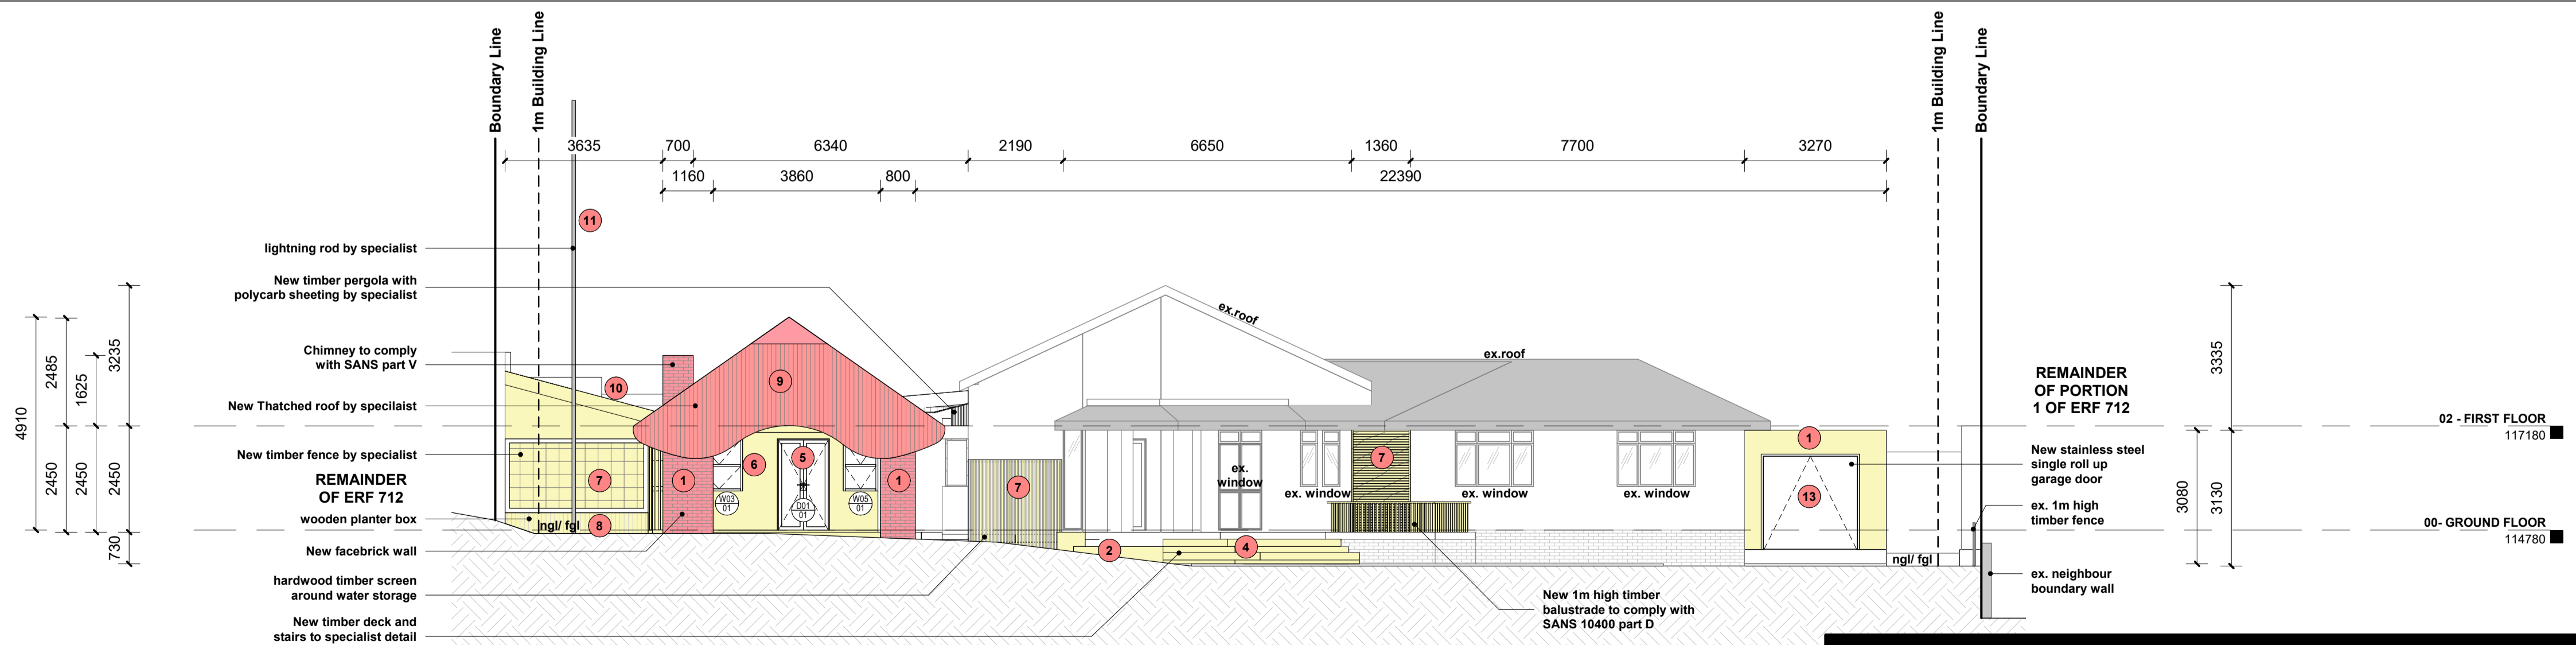 Boundary Line
1m Building Line
1m Building Line
Boundary Line
3635
700
6340
2190
6650
1360
7700
3270
1160
3860
800
22390
11
lightning rod by specialist
New timber pergola with
polycarb sheeting by specialist
Chimney to comply
with SANS part V
New Thatched roof by specilaist
New timber fence by specialist
REMAINDER
OF ERF 712
wooden planter box
New facebrick wall
hardwood timber screen
around water storage
New timber deck and
stairs to specialist detail
4910
2485
2450
1625
2450
3235
2450
730
10
9
7
8
ngl/ fgl
1
6
5
1
W03
01
D01
01
W05
01
7
2
4
ex.roof
ex.roof
ex.
window
ex. window
7
ex. window
ex. window
1
13
ngl/ fgl
New 1m high timber
balustrade to comply with
SANS 10400 part D
REMAINDER
OF PORTION
1 OF ERF 712
New stainless steel
single roll up
garage door
ex. 1m high
timber fence
ex. neighbour
boundary wall
3080
3335
3130
02 - FIRST FLOOR
117180
00- GROUND FLOOR
114780